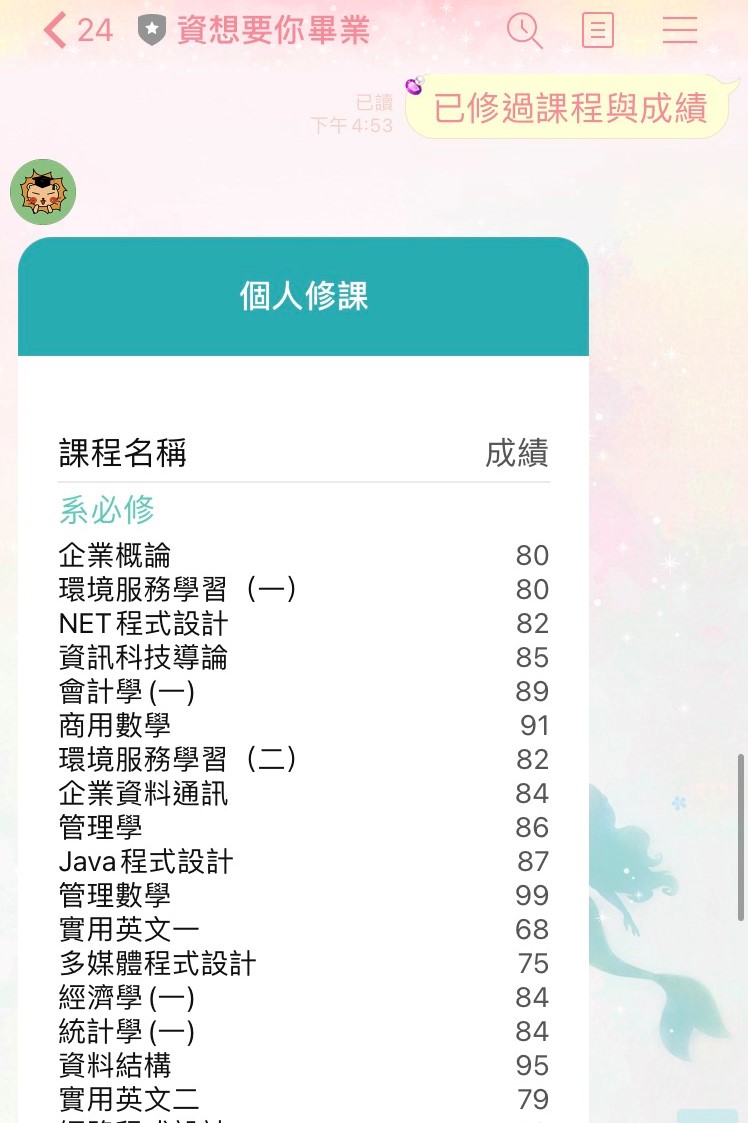 24 資想要你畢業
已修過課程與成績
已讀
下午 4:53
個人修課
課程名稱 成績
系必修
企業概論 80
環境服務學習（一） 80
NET程式設計 82
資訊科技導論 85
會計學(一) 89
商用數學 91
環境服務學習（二） 82
企業資料通訊 84
管理學 86
Java程式設計 87
管理數學 99
實用英文一 68
多媒體程式設計 75
經濟學(一) 84
統計學(一) 84
資料結構 95
實用英文二 79